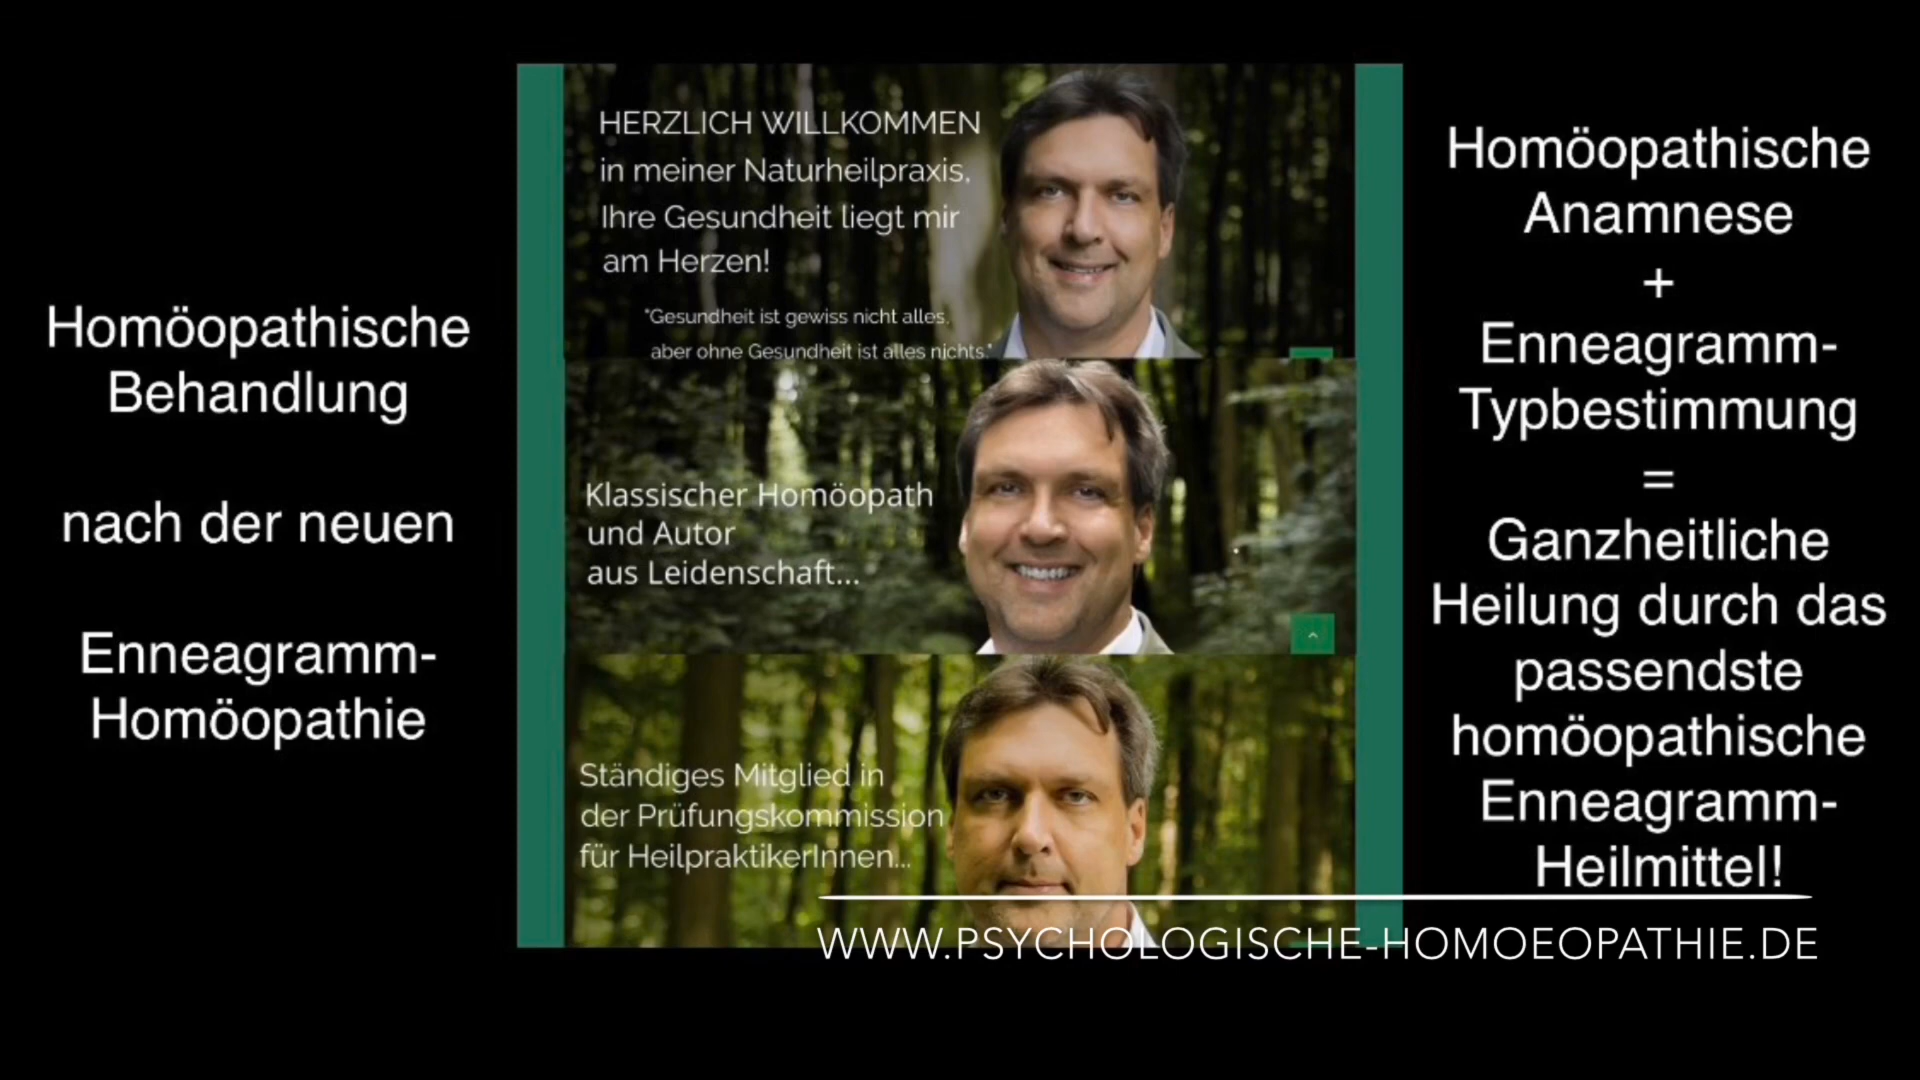 Homöopathische
Behandlung
nach der neuen
Enneagramm-
Homöopathie
HERZLICH WILLKOMMEN
in meiner Naturheilpraxis,
Ihre Gesundheit liegt mir
am Herzen!
"Gesundheit ist gewiss nicht alles,
aber ohne Gesundheit ist alles nichts."
Klassischer Homöopath
und Autor
aus Leidenschaft...
Ständiges Mitglied in
der Prüfungskommission
für HeilpraktikerInnen...
Homöopathische
Anamnese
+
Enneagramm-
Typbestimmung
=
Ganzheitliche
Heilung durch das
passendste
homöopathische
Enneagramm-
Heilmittel!
WWW.PSYCHOLOGISCHE-HOMOEOPATHIE.DE